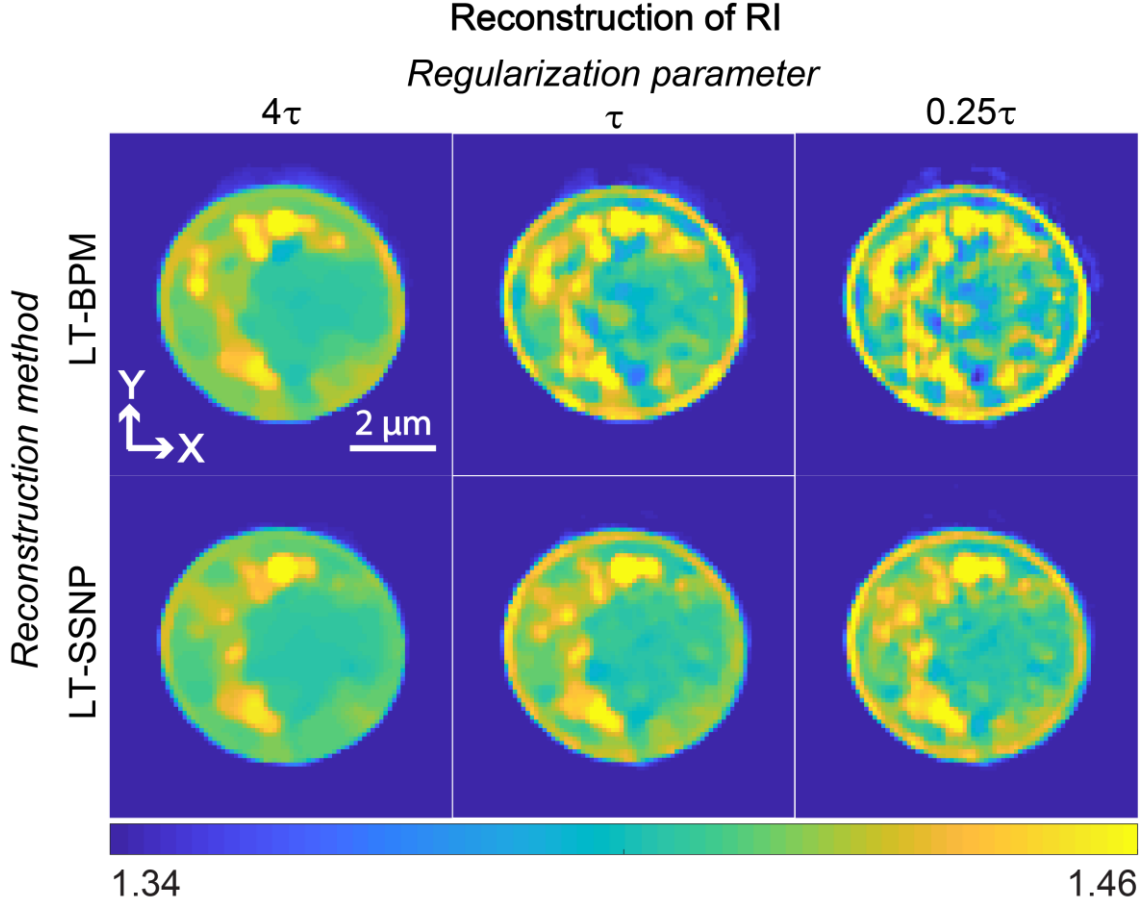 Reconstruction of RI
Regularization parameter
4τ τ 0.25τ
Reconstruction method
LT-BPM
Y
X
2 μm
LT-SSNP
1.34 1.46